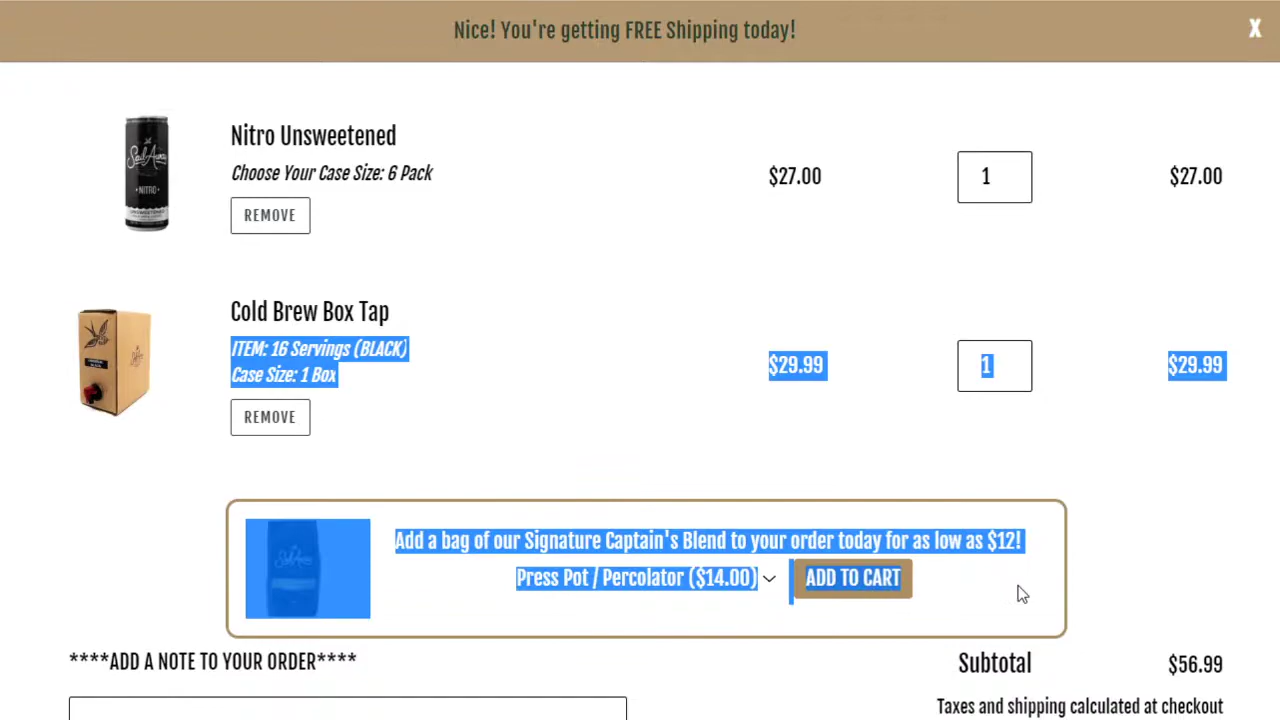 Nice! You're getting FREE Shipping today!
X
Nitro Unsweetened
Choose Your Case Size: 6 Pack
REMOVE
$27.00
1
$27.00
Sail Away
NITRO
UNSWEETENED
Cold Brew Box Tap
ITEM: 16 Servings (BLACK)
Case Size: 1 Box
REMOVE
$29.99
1
$29.99
Add a bag of our Signature Captain's Blend to your order today for as low as $12!
Press Pot / Percolator ($14.00)
ADD TO CART
****ADD A NOTE TO YOUR ORDER****
Subtotal
$56.99
Taxes and shipping calculated at checkout